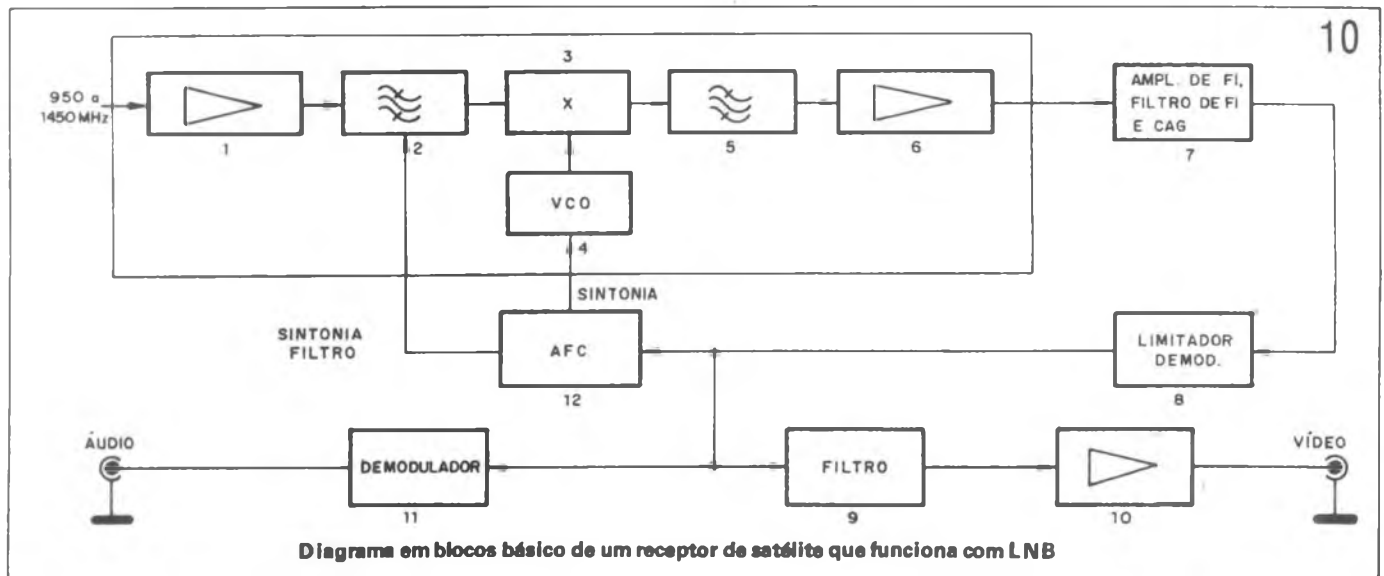 10
3
950 a
1450 MHz
X
AMPL. DE FI,
FILTRO DE FI
E CAG
1
2
5
6
7
VCO
4
SINTONIA
SINTONIA
FILTRO
AFC
LIMITADOR
DEMOD.
12
8
ÁUDIO
VÍDEO
DEMODULADOR
FILTRO
11
9
10
Diagrama em blocos básico de um receptor de satélite que funciona com LNB